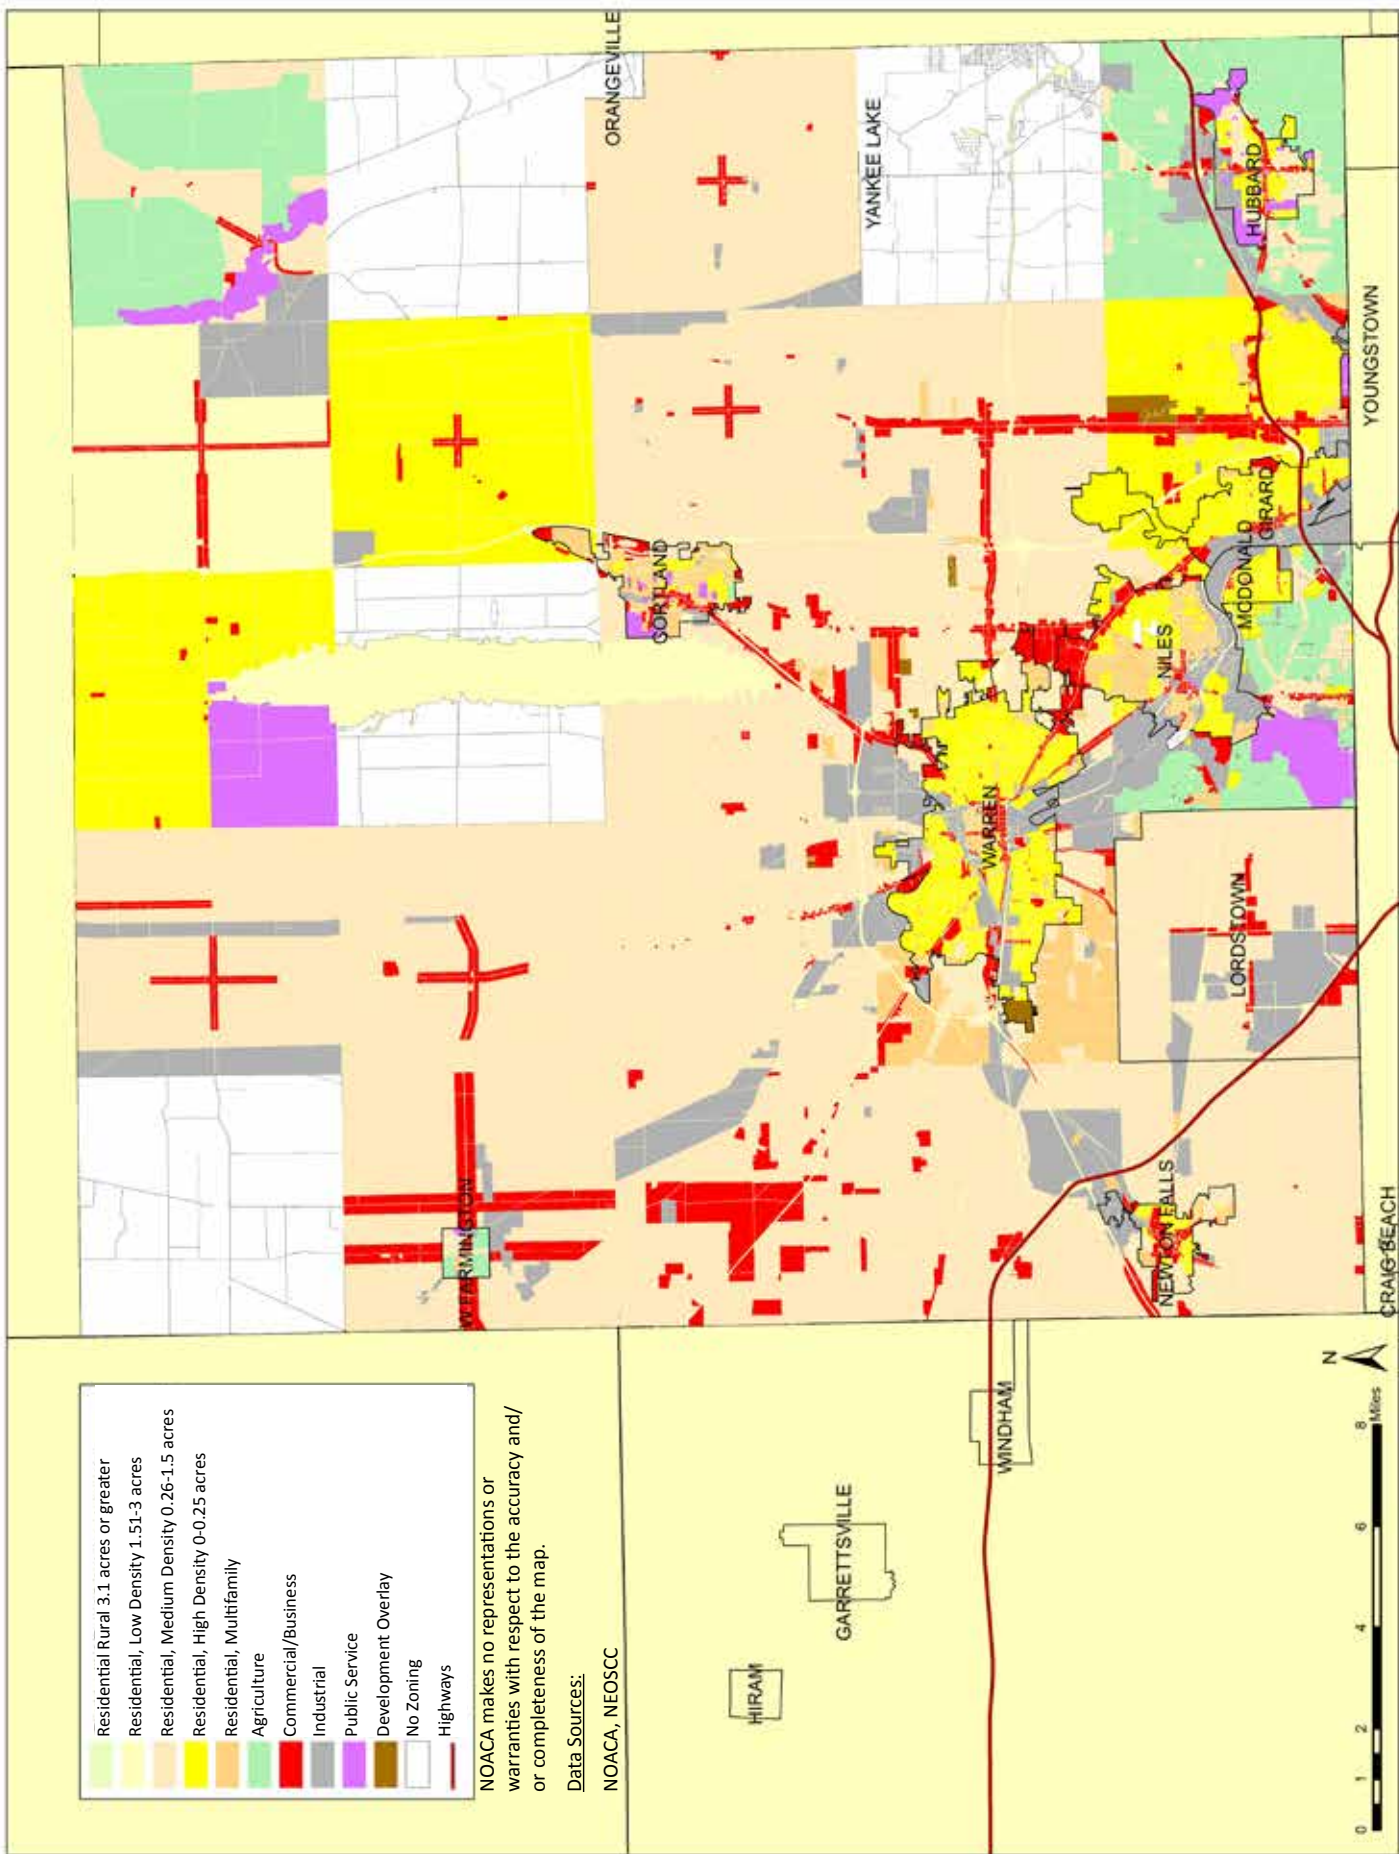 Residential Rural 3.1 acres or greater
Residential, Low Density 1.51-3 acres
Residential, Medium Density 0.26-1.5 acres
Residential, High Density 0-0.25 acres
Residential, Multifamily
Agriculture
Commercial/Business
Industrial
Public Service
Development Overlay
No Zoning
Highways
NOACA makes no representations or
warranties with respect to the accuracy and/
or completeness of the map.
Data Sources:
NOACA, NEOSCC
HIRAM
GARRETTSVILLE
WINDHAM
W FARMINGTON
CORTLAND
ORANGEVILLE
YANKEE LAKE
WARREN
NILES
MCDONALD
GIRARD
HUBBARD
LORDSTOWN
NEWTON FALLS
CRAIG BEACH
YOUNGSTOWN
N
0 1 2 4 6 8
Miles